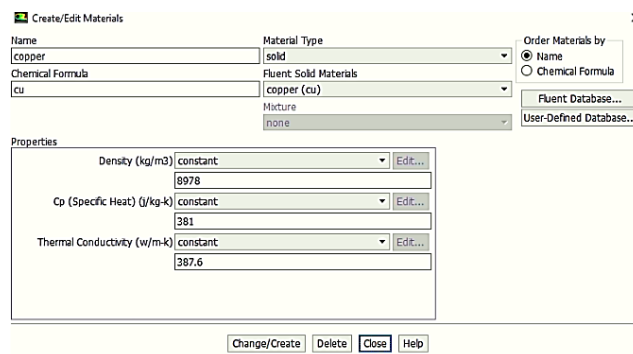 Create/Edit Materials
Name
copper
Material Type
solid
Order Materials by
Name
Chemical Formula
Chemical Formula
cu
Fluent Solid Materials
copper (cu)
Mixture
none
Fluent Database...
User-Defined Database..
Properties
Density (kg/m3) constant Edit...
8978
Cp (Specific Heat) (j/kg-k) constant Edit...
381
Thermal Conductivity (w/m-k) constant Edit...
387.6
Change/Create Delete Close Help